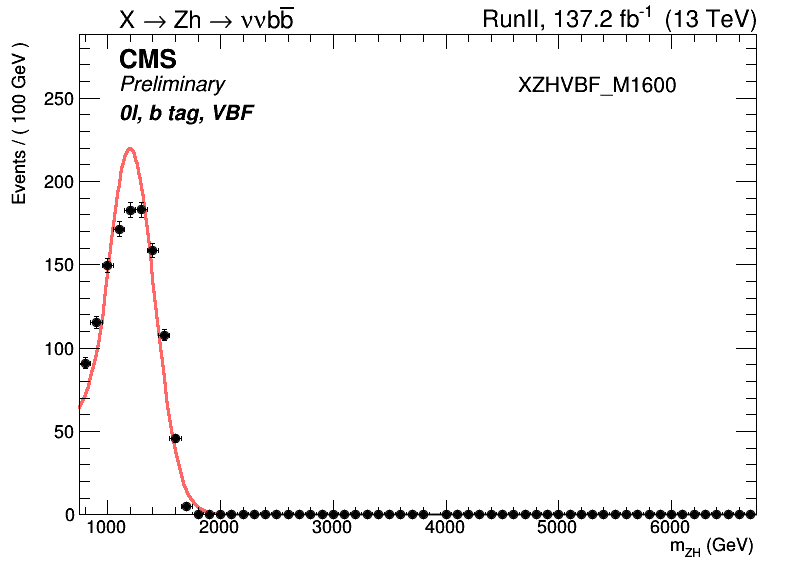 X → Zh → ννbb̅ RunII, 137.2 fb⁻¹ (13 TeV)
CMS
Preliminary
XZHVBF_M1600
0l, b tag, VBF
Events / ( 100 GeV )
250
200
150
100
50
0
1000 2000 3000 4000 5000 6000
m_ZH (GeV)